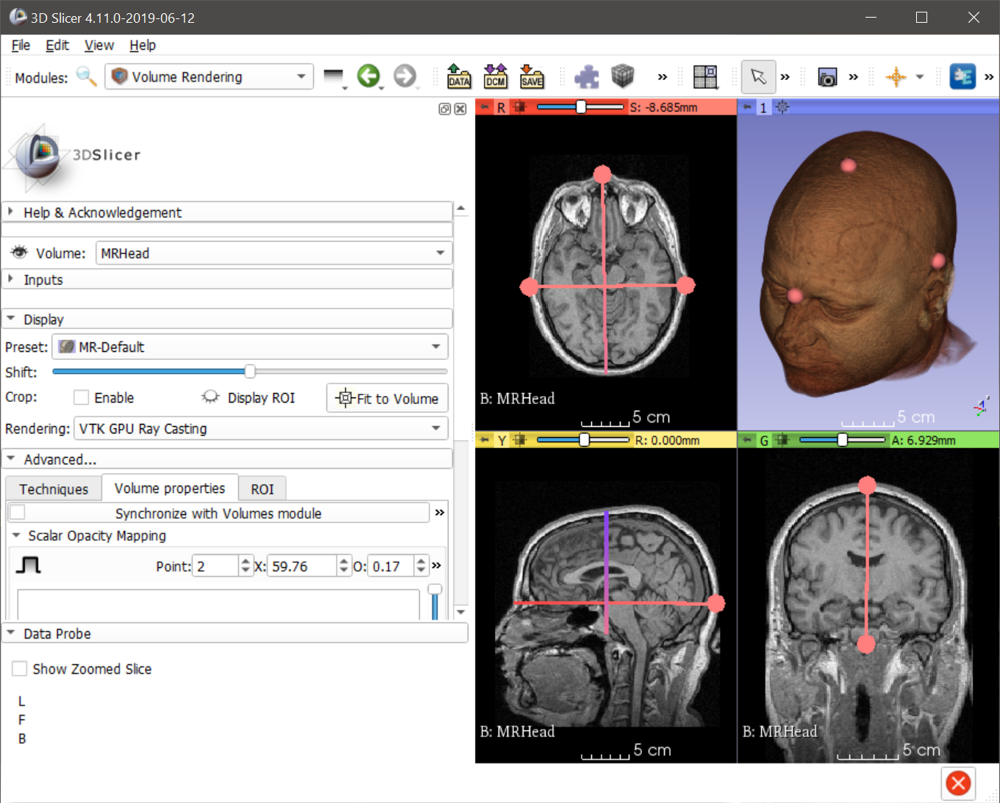 3D Slicer 4.11.0-2019-06-12
File Edit View Help
Modules: Volume Rendering DATA DCM SAVE
3DSlicer
Help & Acknowledgement
Volume: MRHead
Inputs
Display
Preset: MR-Default
Shift:
Crop: Enable Display ROI Fit to Volume
Rendering: VTK GPU Ray Casting
Advanced...
Techniques Volume properties ROI
Synchronize with Volumes module
Scalar Opacity Mapping
Point: 2 X: 59.76 O: 0.17
Data Probe
Show Zoomed Slice
L
F
B
R S: -8.685mm
B: MRHead
5 cm
1
5 cm
Y R: 0.000mm
B: MRHead
5 cm
G A: 6.929mm
B: MRHead
5 cm